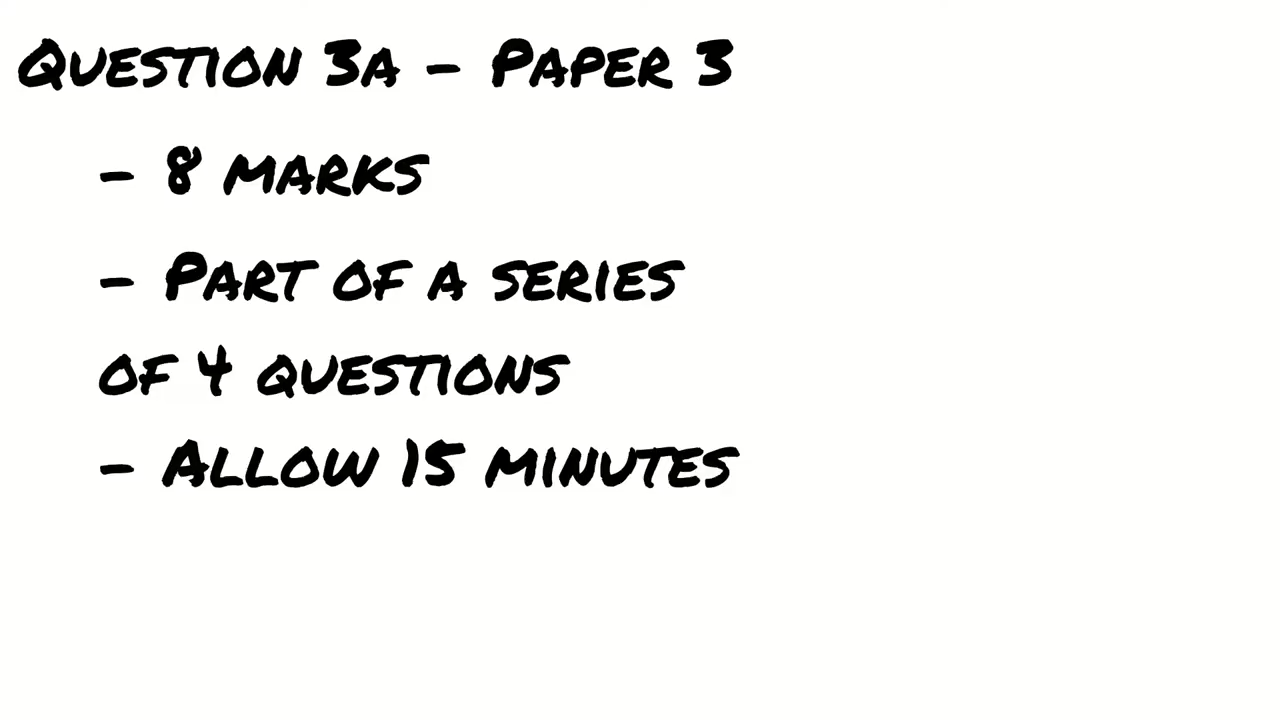 Question 3a - Paper 3
- 8 marks
- Part of a series
of 4 questions
- Allow 15 minutes